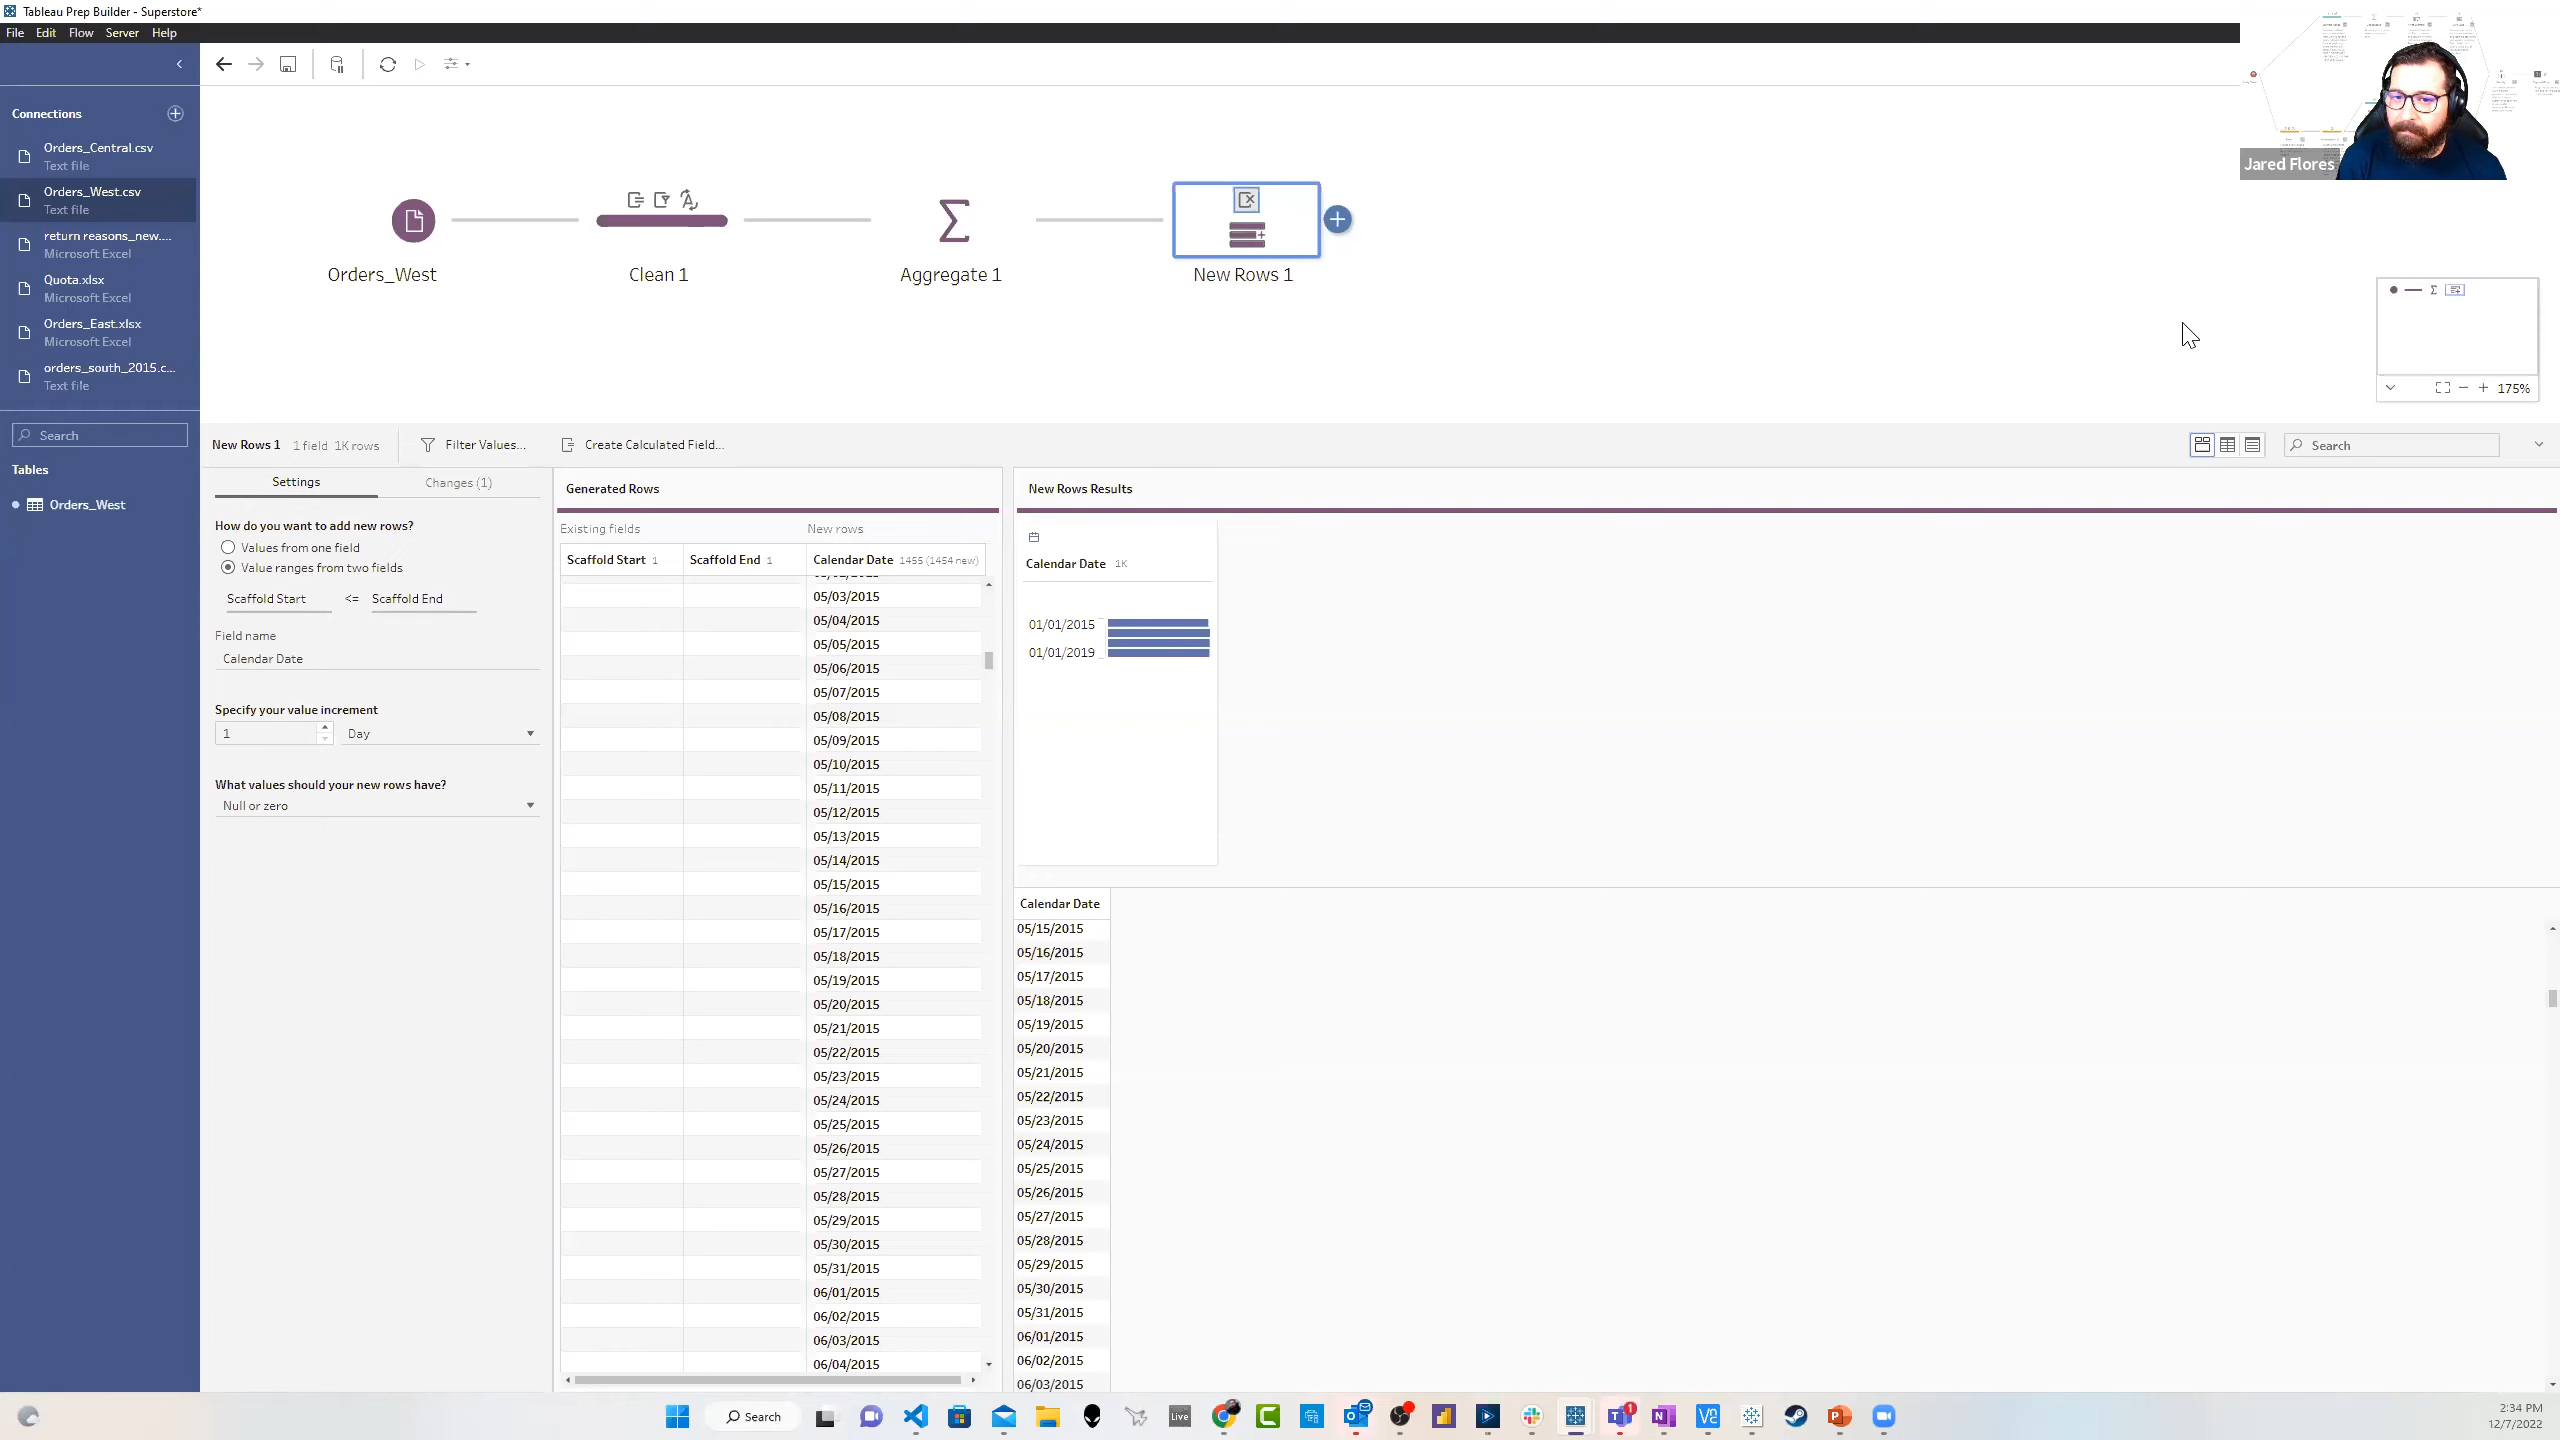 Tableau Prep Builder - Superstore*
File Edit Flow Server Help
Jared Flores
Connections
Orders_Central.csv
Text file
Orders_West.csv
Text file
return reasons_new....
Microsoft Excel
Quota.xlsx
Microsoft Excel
Orders_East.xlsx
Microsoft Excel
orders_south_2015.c...
Text file
Search
Tables
Orders_West
Orders_West Clean 1 Aggregate 1 New Rows 1
175%
New Rows 1 1 field 1K rows Filter Values... Create Calculated Field... Search
Settings Changes (1)
How do you want to add new rows?
Values from one field
Value ranges from two fields
Scaffold Start <= Scaffold End
Field name
Calendar Date
Specify your value increment
1 Day
What values should your new rows have?
Null or zero
Generated Rows
Existing fields New rows
Scaffold Start 1 Scaffold End 1 Calendar Date 1455 (1454 new)
05/03/2015
05/04/2015
05/05/2015
05/06/2015
05/07/2015
05/08/2015
05/09/2015
05/10/2015
05/11/2015
05/12/2015
05/13/2015
05/14/2015
05/15/2015
05/16/2015
05/17/2015
05/18/2015
05/19/2015
05/20/2015
05/21/2015
05/22/2015
05/23/2015
05/24/2015
05/25/2015
05/26/2015
05/27/2015
05/28/2015
05/29/2015
05/30/2015
05/31/2015
06/01/2015
06/02/2015
06/03/2015
06/04/2015
New Rows Results
Calendar Date 1K
01/01/2015
01/01/2019
Calendar Date
05/15/2015
05/16/2015
05/17/2015
05/18/2015
05/19/2015
05/20/2015
05/21/2015
05/22/2015
05/23/2015
05/24/2015
05/25/2015
05/26/2015
05/27/2015
05/28/2015
05/29/2015
05/30/2015
05/31/2015
06/01/2015
06/02/2015
06/03/2015
Search
Live
1
2:34 PM
12/7/2022